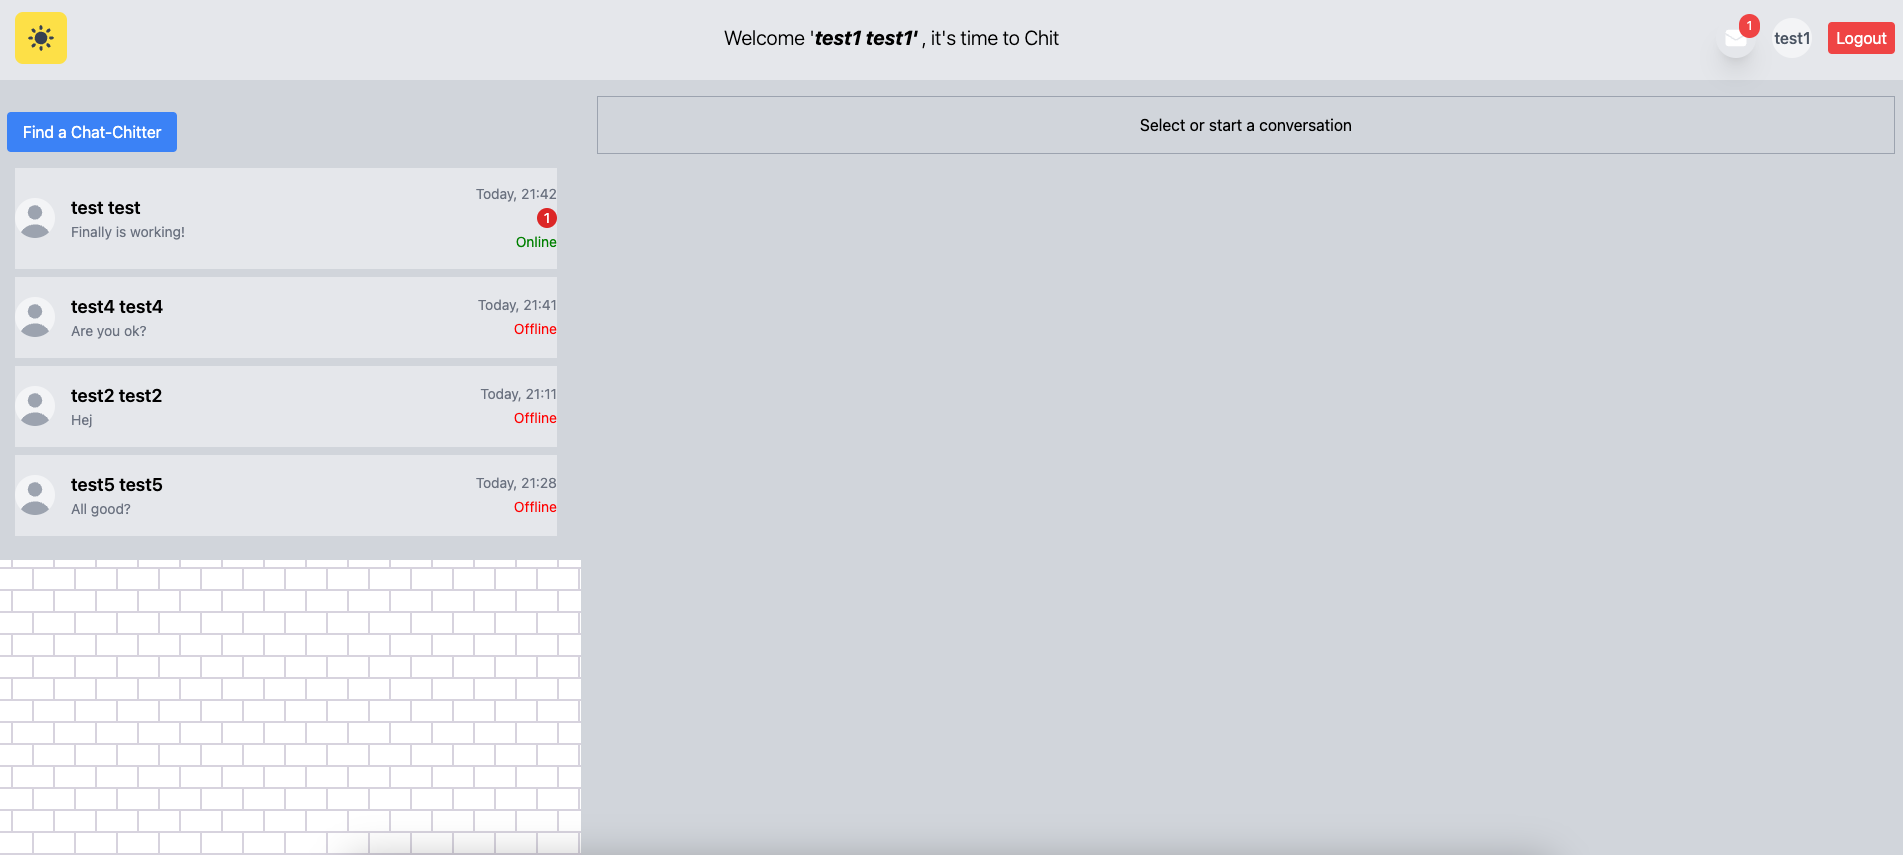 Welcome 'test1 test1' , it's time to Chit
1
test1
Logout
Find a Chat-Chitter
Select or start a conversation
test test
Finally is working!
Today, 21:42
1
Online
test4 test4
Are you ok?
Today, 21:41
Offline
test2 test2
Hej
Today, 21:11
Offline
test5 test5
All good?
Today, 21:28
Offline